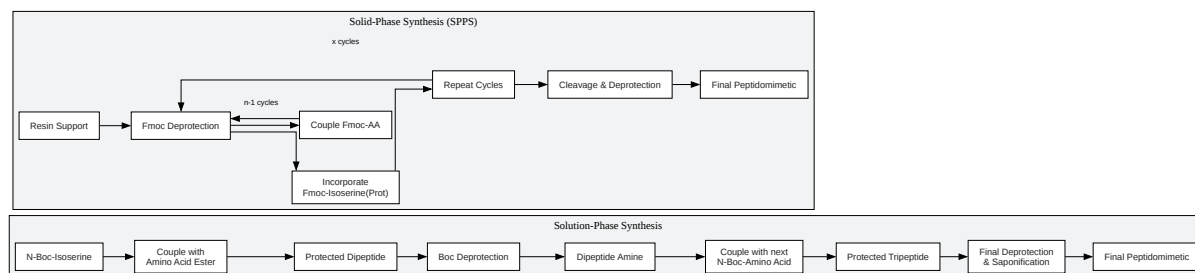 Solid-Phase Synthesis (SPPS)
x cycles
Repeat Cycles
Cleavage & Deprotection
Final Peptidomimetic
n-1 cycles
Resin Support
Fmoc Deprotection
Couple Fmoc-AA
Incorporate
Fmoc-Isoserine(Prot)
Solution-Phase Synthesis
N-Boc-Isoserine
Couple with
Amino Acid Ester
Protected Dipeptide
Boc Deprotection
Dipeptide Amine
Couple with next
N-Boc-Amino Acid
Protected Tripeptide
Final Deprotection
& Saponification
Final Peptidomimetic